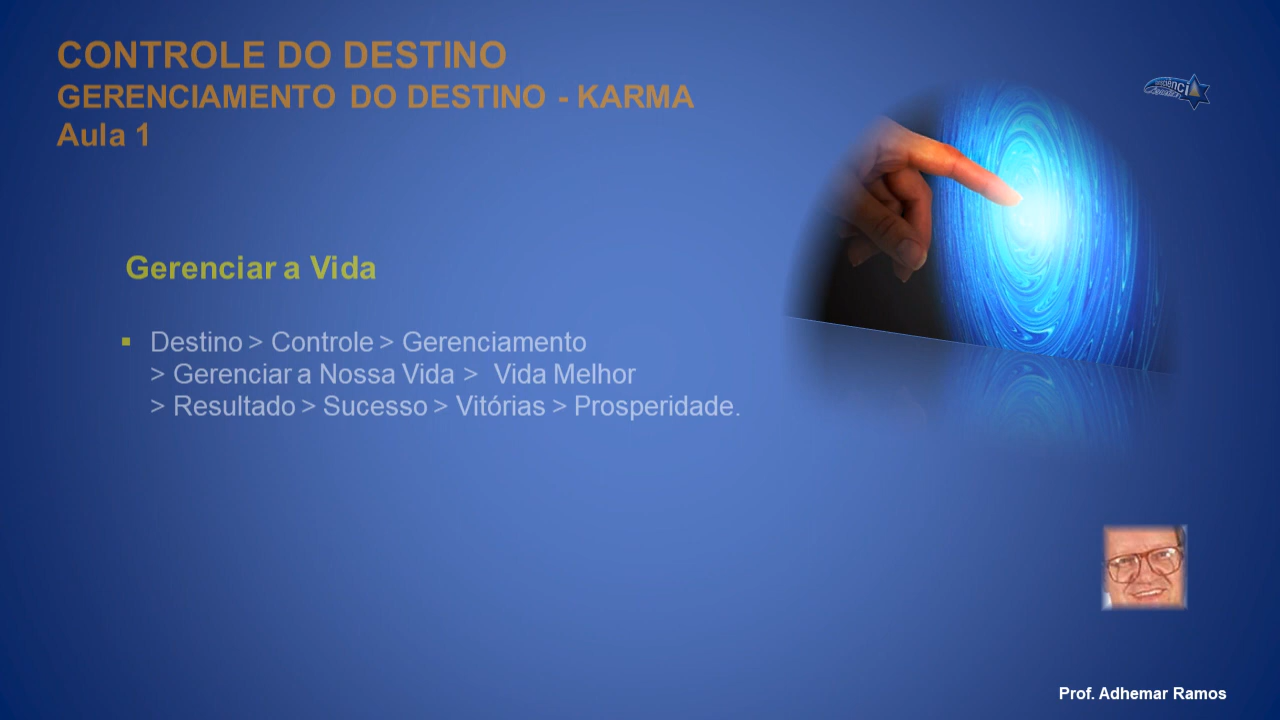 CONTROLE DO DESTINO
GERENCIAMENTO DO DESTINO - KARMA
Aula 1
Gerenciar a Vida
Destino > Controle > Gerenciamento
> Gerenciar a Nossa Vida > Vida Melhor
> Resultado > Sucesso > Vitórias > Prosperidade.
Prof. Adhemar Ramos